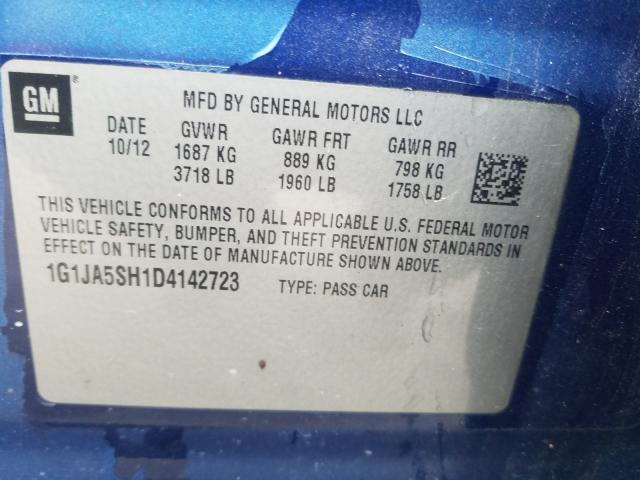 GM ®
MFD BY GENERAL MOTORS LLC
DATE GVWR GAWR FRT GAWR RR
10/12 1687 KG 889 KG 798 KG
3718 LB 1960 LB 1758 LB
THIS VEHICLE CONFORMS TO ALL APPLICABLE U.S. FEDERAL MOTOR
VEHICLE SAFETY, BUMPER, AND THEFT PREVENTION STANDARDS IN
EFFECT ON THE DATE OF MANUFACTURE SHOWN ABOVE.
1G1JA5SH1D4142723 TYPE: PASS CAR